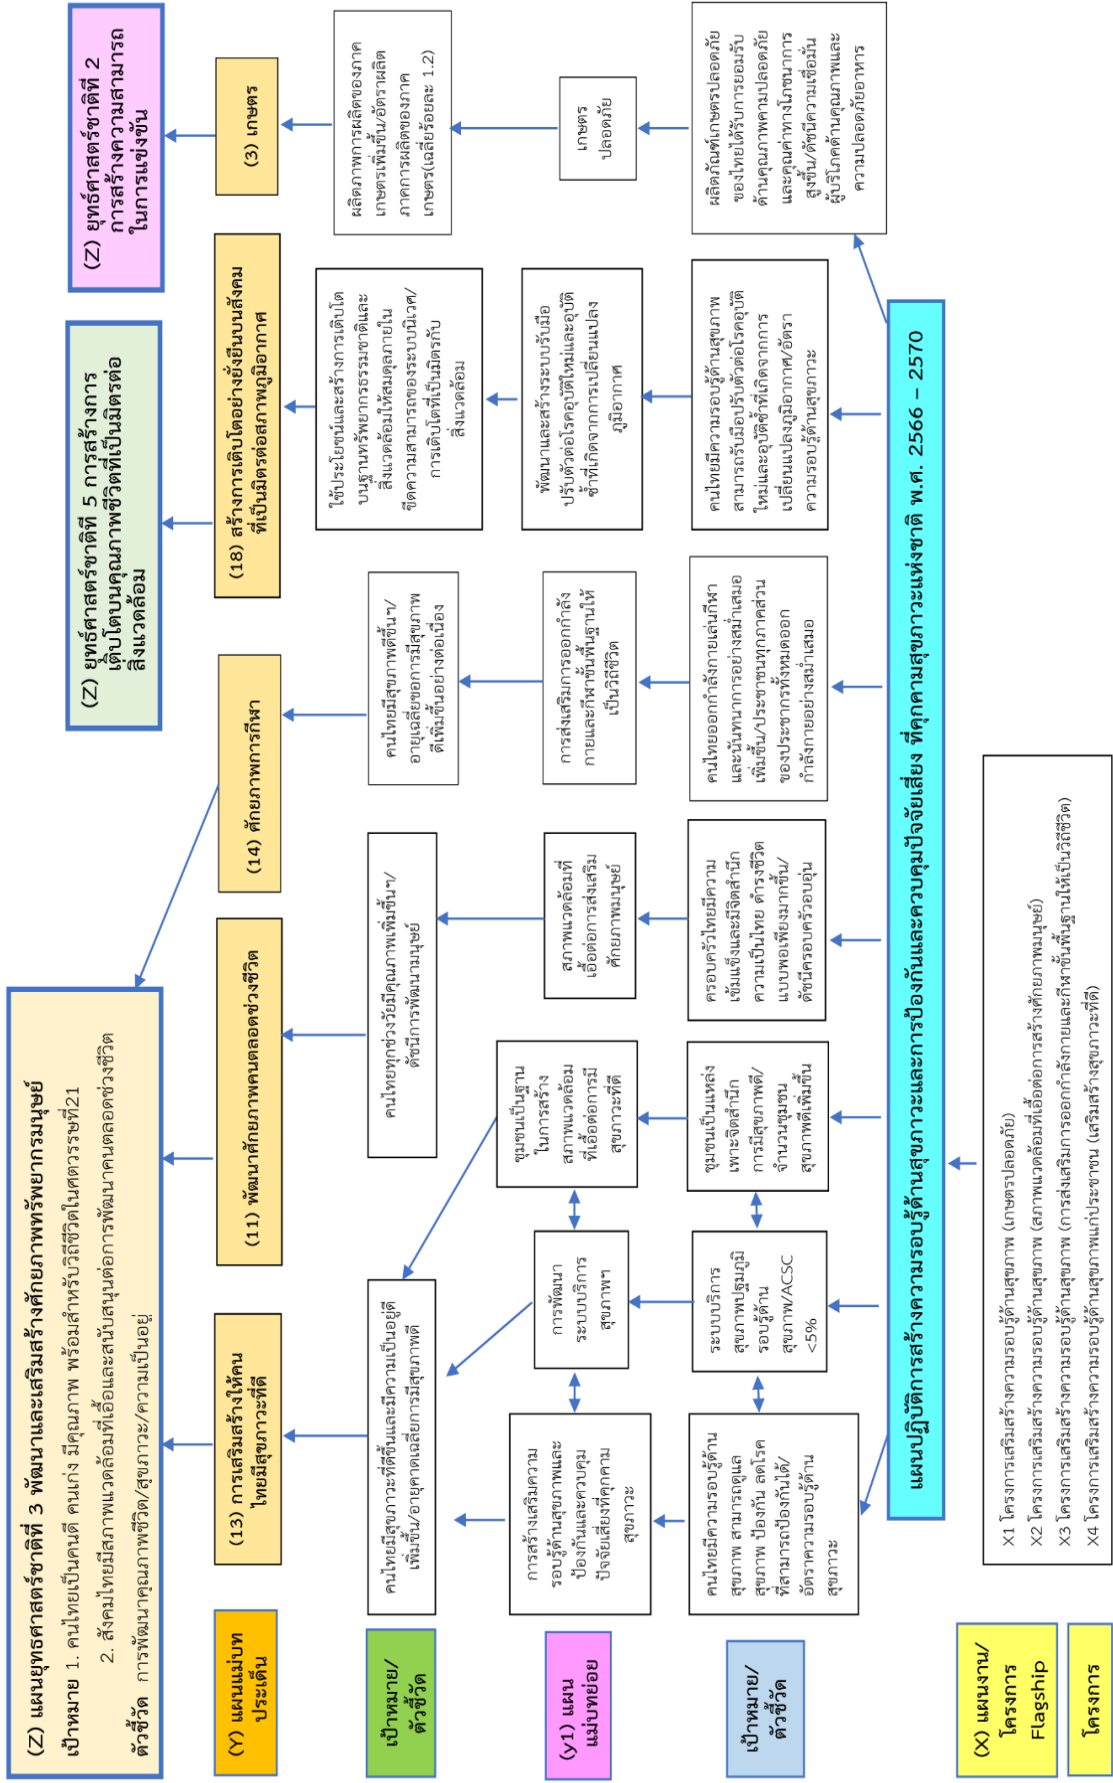 (Z) แผนยุทธศาสตร์ชาติที่ 3 พัฒนาและเสริมสร้างศักยภาพทรัพยากรมนุษย์
เป้าหมาย 1. คนไทยเป็นคนดี คนเก่ง มีคุณภาพ พร้อมสำหรับวิถีชีวิตในศตวรรษที่21
2. สังคมไทยมีสภาพแวดล้อมที่เอื้อและสนับสนุนต่อการพัฒนาคนตลอดช่วงชีวิต
ตัวชี้วัด การพัฒนาคุณภาพชีวิต/สุขภาวะ/ความเป็นอยู่
(Z) ยุทธ์ศาสตร์ชาติที่ 5 การสร้างการ
เติบโตบนคุณภาพชีวิตที่เป็นมิตรต่อ
สิ่งแวดล้อม
(Z) ยุทธ์ศาสตร์ชาติที่ 2
การสร้างความสามารถ
ในการแข่งขัน
(Y) แผนแม่บท
ประเด็น
(13) การเสริมสร้างให้คน
ไทยมีสุขภาวะที่ดี
(11) พัฒนาศักยภาพคนตลอดช่วงชีวิต
(14) ศักยภาพการกีฬา
(18) สร้างการเติบโตอย่างยั่งยืนบนสังคม
ที่เป็นมิตรต่อสภาพภูมิอากาศ
(3) เกษตร
เป้าหมาย/
ตัวชี้วัด
คนไทยมีสุขภาวะที่ดีขึ้นและมีความเป็นอยู่ดี
เพิ่มขึ้น/อายุคาดเฉลี่ยการมีสุขภาพดี
คนไทยทุกช่วงวัยมีคุณภาพเพิ่มขึ้นฯ/
ดัชนีการพัฒนามนุษย์
คนไทยมีสุขภาพดีขึ้นฯ/
อายุเฉลี่ยขอการมีสุขภาพ
ดีเพิ่มขึ้นอย่างต่อเนื่อง
ใช้ประโยชน์และสร้างการเติบโต
บนฐานทรัพยากรธรรมชาติและ
สิ่งแวดล้อมให้สมดุลภายใน
ขีดความสามารถของระบบนิเวศ/
การเติบโตที่เป็นมิตรกับ
สิ่งแวดล้อม
ผลิตภาพการผลิตของภาค
เกษตรเพิ่มขึ้น/อัตราผลิต
ภาคการผลิตของภาค
เกษตร(เฉลี่ยร้อยละ 1.2)
(y1) แผน
แม่บทย่อย
การสร้างเสริมความ
รอบรู้ด้านสุขภาพและ
ป้องกันและควบคุม
ปัจจัยเสี่ยงที่คุกคาม
สุขภาวะ
การพัฒนา
ระบบบริการ
สุขภาพฯ
ชุมชนเป็นฐาน
ในการสร้าง
สภาพแวดล้อม
ที่เอื้อต่อการมี
สุขภาวะที่ดี
สภาพแวดล้อมที่
เอื้อต่อการส่งเสริม
ศักยภาพมนุษย์
การส่งเสริมการออกกำลัง
กายและกีฬาขั้นพื้นฐานให้
เป็นวิถีชีวิต
พัฒนาและสร้างระบบรับมือ
ปรับตัวต่อโรคอุบัติใหม่และอุบัติ
ซ้ำที่เกิดจากการเปลี่ยนแปลง
ภูมิอากาศ
เกษตร
ปลอดภัย
เป้าหมาย/
ตัวชี้วัด
คนไทยมีความรอบรู้ด้าน
สุขภาพ สามารถดูแล
สุขภาพ ป้องกัน ลดโรค
ที่สามารถป้องกันได้/
อัตราความรอบรู้ด้าน
สุขภาวะ
ระบบบริการ
สุขภาพปฐมภูมิ
รอบรู้ด้าน
สุขภาพ/ACSC
<5%
ชุมชนเป็นแหล่ง
เพาะจิตสำนึก
การมีสุขภาพดี/
จำนวนชุมชน
สุขภาพดีเพิ่มขึ้น
ครอบครัวไทยมีความ
เข้มแข็งและมีจิตสำนึก
ความเป็นไทย ดำรงชีวิต
แบบพอเพียงมากขึ้น/
ดัชนีครอบครัวอบอุ่น
คนไทยออกกำลังกายเล่นกีฬา
และนันทนาการอย่างสม่ำเสมอ
เพิ่มขึ้น/ประชาชนทุกภาคส่วน
ของประชากรทั้งหมดออก
กำลังกายอย่างสม่ำเสมอ
คนไทยมีความรอบรู้ด้านสุขภาพ
สามารถรับมือปรับตัวต่อโรคอุบัติ
ใหม่และอุบัติซ้ำที่เกิดจากการ
เปลี่ยนแปลงภูมิอากาศ/อัตรา
ความรอบรู้ด้านสุขภาวะ
ผลิตภัณฑ์เกษตรปลอดภัย
ของไทยได้รับการยอมรับ
ด้านคุณภาพความปลอดภัย
และคุณค่าทางโภชนาการ
สูงขึ้น/ดัชนีความเชื่อมั่น
ผู้บริโภคด้านคุณภาพและ
ความปลอดภัยอาหาร
แผนปฏิบัติการสร้างความรอบรู้ด้านสุขภาวะและการป้องกันและควบคุมปัจจัยเสี่ยง ที่คุกคามสุขภาวะแห่งชาติ พ.ศ. 2566 – 2570
(X) แผนงาน/
โครงการ
Flagship
โครงการ
X1 โครงการเสริมสร้างความรอบรู้ด้านสุขภาพ (เกษตรปลอดภัย)
X2 โครงการเสริมสร้างความรอบรู้ด้านสุขภาพ (สภาพแวดล้อมที่เอื้อต่อการสร้างศักยภาพมนุษย์)
X3 โครงการเสริมสร้างความรอบรู้ด้านสุขภาพ (การส่งเสริมการออกกำลังกายและกีฬาขั้นพื้นฐานให้เป็นวิถีชีวิต)
X4 โครงการเสริมสร้างความรอบรู้ด้านสุขภาพแก่ประชาชน (เสริมสร้างสุขภาวะที่ดี)